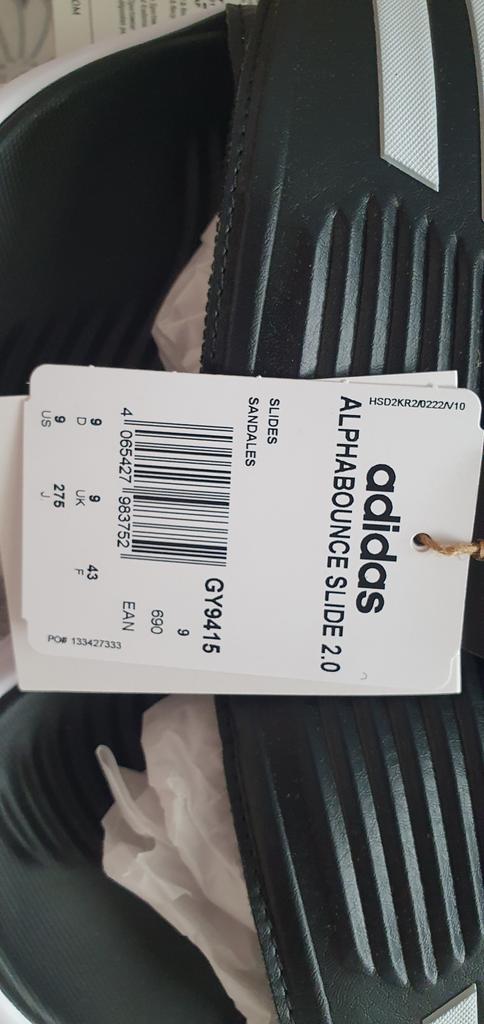 HSD2KR2/0222/V10
adidas
ALPHABOUNCE SLIDE 2.0
SLIDES
SANDALES
GY9415
9
690
EAN
4 065427 983752
9 9 43
D UK F
9 275
US J
PO# 133427333